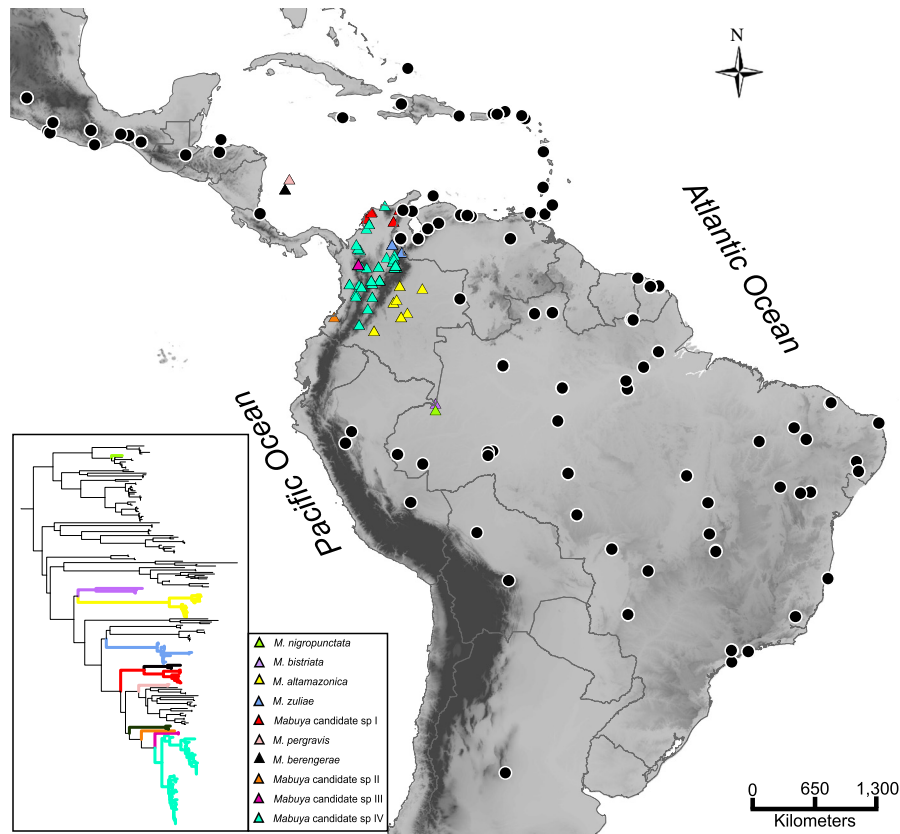 N
Atlantic Ocean
Pacific Ocean
M. nigropunctata
M. bistriata
M. altamazonica
M. zuliae
Mabuya candidate sp I
M. pergravis
M. berengerae
Mabuya candidate sp II
Mabuya candidate sp III
Mabuya candidate sp IV
0 650 1,300
Kilometers